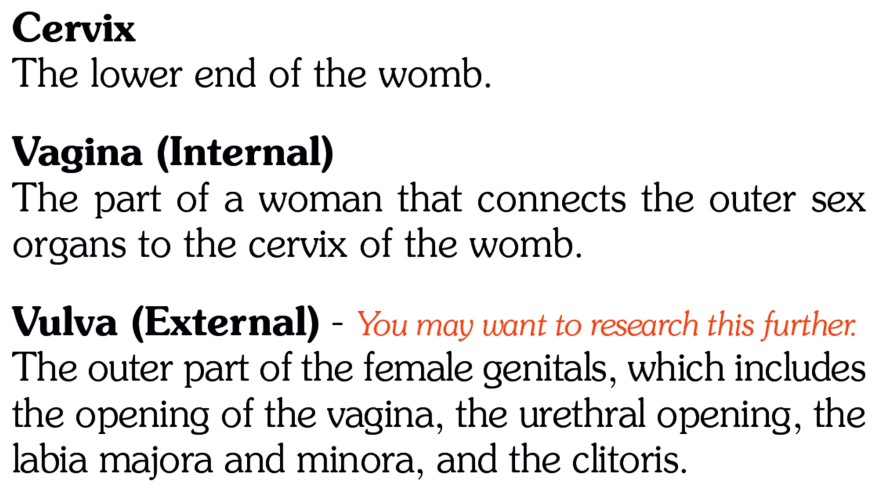 Cervix
The lower end of the womb.
Vagina (Internal)
The part of a woman that connects the outer sex
organs to the cervix of the womb.
Vulva (External) - You may want to research this further.
The outer part of the female genitals, which includes
the opening of the vagina, the urethral opening, the
labia majora and minora, and the clitoris.